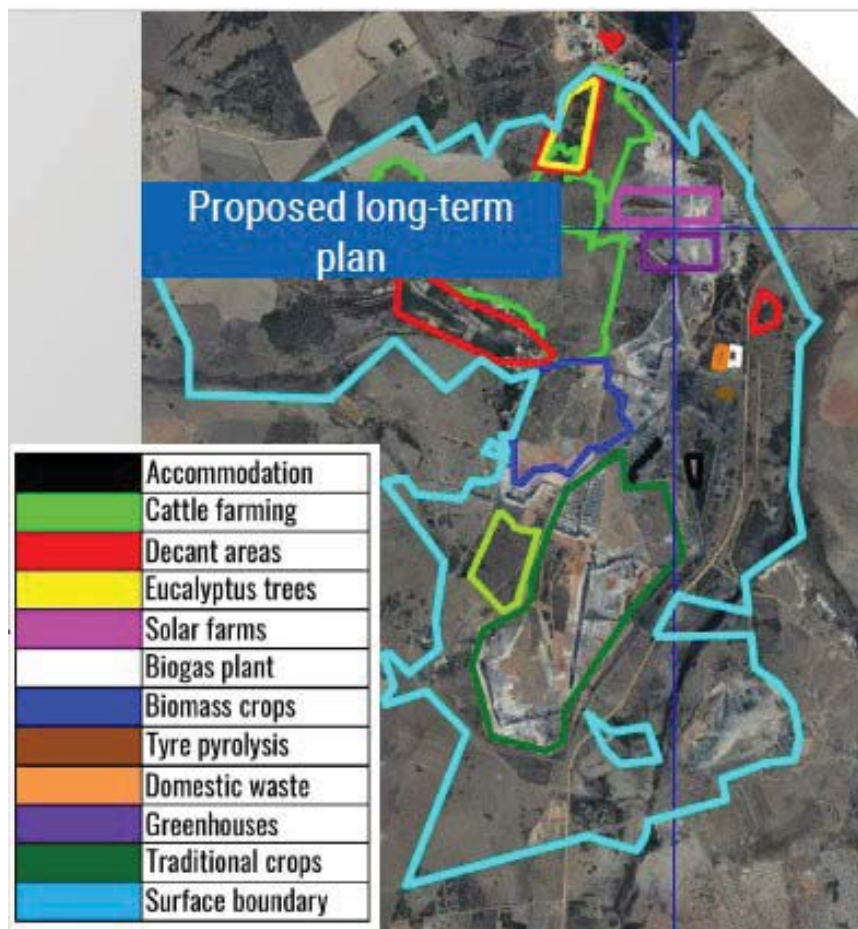 Proposed long-term
plan
Accommodation
Cattle farming
Decant areas
Eucalyptus trees
Solar farms
Biogas plant
Biomass crops
Tyre pyrolysis
Domestic waste
Greenhouses
Traditional crops
Surface boundary